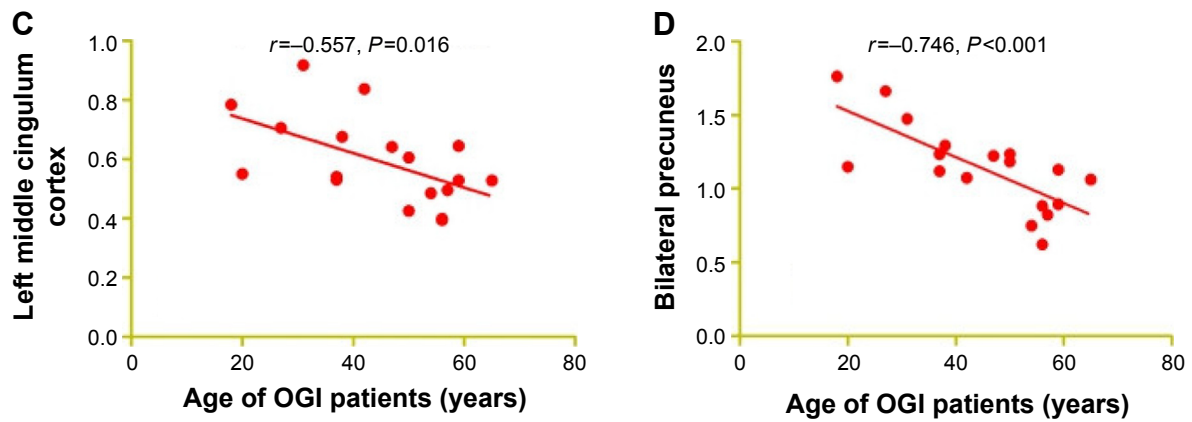 C
r=–0.557, P=0.016
Left middle cingulum
cortex
1.0
0.8
0.6
0.4
0.2
0.0
0
20
40
60
80
Age of OGI patients (years)
D
r=–0.746, P<0.001
Bilateral precuneus
2.0
1.5
1.0
0.5
0.0
0
20
40
60
80
Age of OGI patients (years)